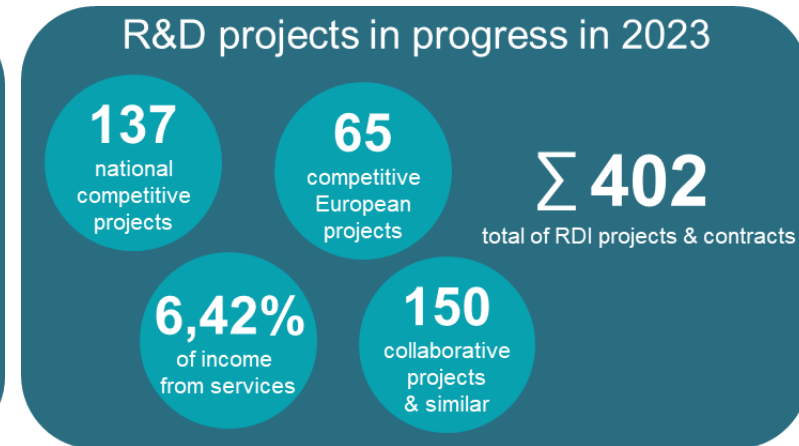 R&D projects in progress in 2023
137
national
competitive
projects
65
competitive
European
projects
∑ 402
total of RDI projects & contracts
6,42%
of income
from services
150
collaborative
projects
& similar